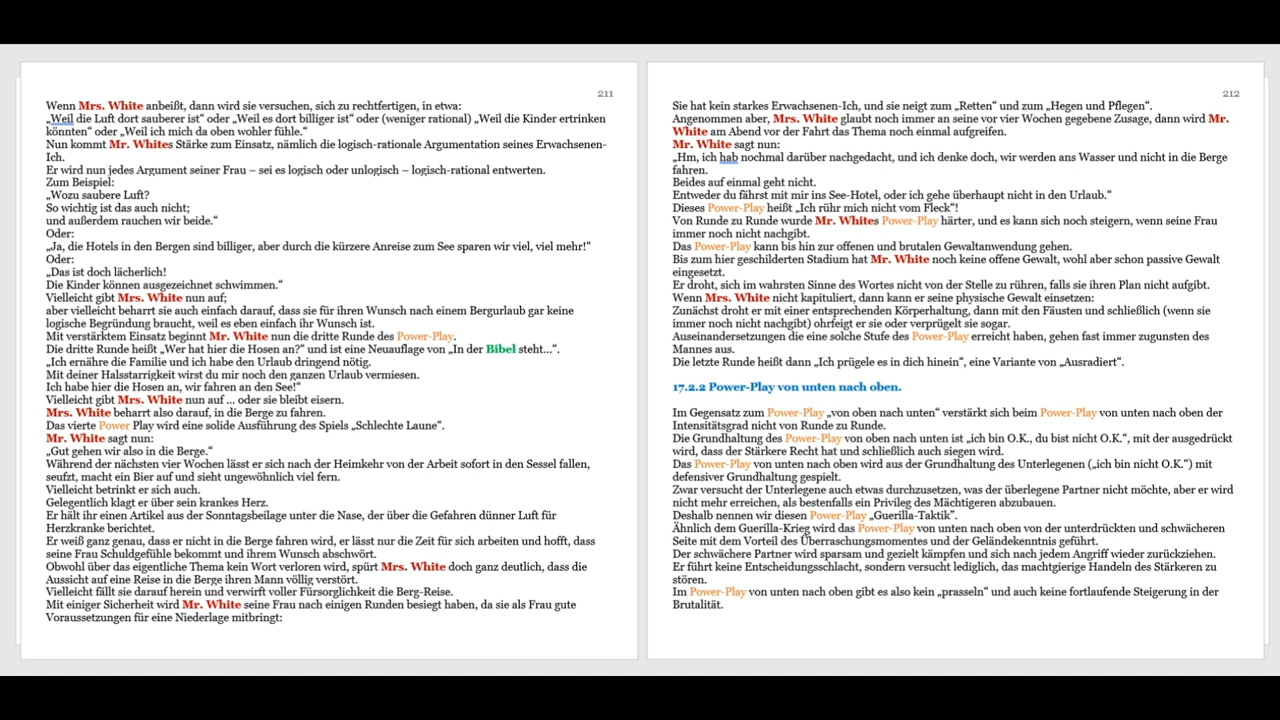 211
Wenn Mrs. White anbeißt, dann wird sie versuchen, sich zu rechtfertigen, in etwa:
„Weil die Luft dort sauberer ist“ oder „Weil es dort billiger ist“ oder (weniger rational) „Weil die Kinder ertrinken
könnten“ oder „Weil ich mich da oben wohler fühle.“
Nun kommt Mr. Whites Stärke zum Einsatz, nämlich die logisch-rationale Argumentation seines Erwachsenen-
Ich.
Er wird nun jedes Argument seiner Frau – sei es logisch oder unlogisch – logisch-rational entwerten.
Zum Beispiel:
„Wozu saubere Luft?
So wichtig ist das auch nicht;
und außerdem rauchen wir beide.“
Oder:
„Ja, die Hotels in den Bergen sind billiger, aber durch die kürzere Anreise zum See sparen wir viel, viel mehr!“
Oder:
„Das ist doch lächerlich!
Die Kinder können ausgezeichnet schwimmen.“
Vielleicht gibt Mrs. White nun auf;
aber vielleicht beharrt sie auch einfach darauf, dass sie für ihren Wunsch nach einem Bergurlaub gar keine
logische Begründung braucht, weil es eben einfach ihr Wunsch ist.
Mit verstärktem Einsatz beginnt Mr. White nun die dritte Runde des Power-Play.
Die dritte Runde heißt „Wer hat hier die Hosen an?“ und ist eine Neuauflage von „In der Bibel steht...“.
„Ich ernähre die Familie und ich habe den Urlaub dringend nötig.
Mit deiner Halsstarrigkeit wirst du mir noch den ganzen Urlaub vermiesen.
Ich habe hier die Hosen an, wir fahren an den See!“
Vielleicht gibt Mrs. White nun auf ... oder sie bleibt eisern.
Mrs. White beharrt also darauf, in die Berge zu fahren.
Das vierte Power Play wird eine solide Ausführung des Spiels „Schlechte Laune“.
Mr. White sagt nun:
„Gut gehen wir also in die Berge.“
Während der nächsten vier Wochen lässt er sich nach der Heimkehr von der Arbeit sofort in den Sessel fallen,
seufzt, macht ein Bier auf und sieht ungewöhnlich viel fern.
Vielleicht betrinkt er sich auch.
Gelegentlich klagt er über sein krankes Herz.
Er hält ihr einen Artikel aus der Sonntagsbeilage unter die Nase, der über die Gefahren dünner Luft für
Herzkranke berichtet.
Er weiß ganz genau, dass er nicht in die Berge fahren wird, er lässt nur die Zeit für sich arbeiten und hofft, dass
seine Frau Schuldgefühle bekommt und ihrem Wunsch abschwört.
Obwohl über das eigentliche Thema kein Wort verloren wird, spürt Mrs. White doch ganz deutlich, dass die
Aussicht auf eine Reise in die Berge ihren Mann völlig verstört.
Vielleicht fällt sie darauf herein und verwirft voller Fürsorglichkeit die Berg-Reise.
Mit einiger Sicherheit wird Mr. White seine Frau nach einigen Runden besiegt haben, da sie als Frau gute
Voraussetzungen für eine Niederlage mitbringt:
212
Sie hat kein starkes Erwachsenen-Ich, und sie neigt zum „Retten“ und zum „Hegen und Pflegen“.
Angenommen aber, Mrs. White glaubt noch immer an seine vor vier Wochen gegebene Zusage, dann wird Mr.
White am Abend vor der Fahrt das Thema noch einmal aufgreifen.
Mr. White sagt nun:
„Hm, ich hab nochmal darüber nachgedacht, und ich denke doch, wir werden ans Wasser und nicht in die Berge
fahren.
Beides auf einmal geht nicht.
Entweder du fährst mit mir ins See-Hotel, oder ich gehe überhaupt nicht in den Urlaub.“
Dieses Power-Play heißt „Ich rühr mich nicht vom Fleck“!
Von Runde zu Runde wurde Mr. Whites Power-Play härter, und es kann sich noch steigern, wenn seine Frau
immer noch nicht nachgibt.
Das Power-Play kann bis hin zur offenen und brutalen Gewaltanwendung gehen.
Bis zum hier geschilderten Stadium hat Mr. White noch keine offene Gewalt, wohl aber schon passive Gewalt
eingesetzt.
Er droht, sich im wahrsten Sinne des Wortes nicht von der Stelle zu rühren, falls sie ihren Plan nicht aufgibt.
Wenn Mrs. White nicht kapituliert, dann kann er seine physische Gewalt einsetzen:
Zunächst droht er mit einer entsprechenden Körperhaltung, dann mit den Fäusten und schließlich (wenn sie
immer noch nicht nachgibt) ohrfeigt er sie oder verprügelt sie sogar.
Auseinandersetzungen die eine solche Stufe des Power-Play erreicht haben, gehen fast immer zugunsten des
Mannes aus.
Die letzte Runde heißt dann „Ich prügele es in dich hinein“, eine Variante von „Ausradiert“.
17.2.2 Power-Play von unten nach oben.
Im Gegensatz zum Power-Play „von oben nach unten“ verstärkt sich beim Power-Play von unten nach oben der
Intensitätsgrad nicht von Runde zu Runde.
Die Grundhaltung des Power-Play von oben nach unten ist „ich bin O.K., du bist nicht O.K.“, mit der ausgedrückt
wird, dass der Stärkere Recht hat und schließlich auch siegen wird.
Das Power-Play von unten nach oben wird aus der Grundhaltung des Unterlegenen („ich bin nicht O.K.“) mit
defensiver Grundhaltung gespielt.
Zwar versucht der Unterlegene auch etwas durchzusetzen, was der überlegene Partner nicht möchte, aber er wird
nicht mehr erreichen, als bestenfalls ein Privileg des Mächtigeren abzubauen.
Deshalb nennen wir diesen Power-Play „Guerilla-Taktik“.
Ähnlich dem Guerilla-Krieg wird das Power-Play von unten nach oben von der unterdrückten und schwächeren
Seite mit dem Vorteil des Überraschungsmomentes und der Geländekenntnis geführt.
Der schwächere Partner wird sparsam und gezielt kämpfen und sich nach jedem Angriff wieder zurückziehen.
Er führt keine Entscheidungsschlacht, sondern versucht lediglich, das machtgierige Handeln des Stärkeren zu
stören.
Im Power-Play von unten nach oben gibt es also kein „prasseln“ und auch keine fortlaufende Steigerung in der
Brutalität.